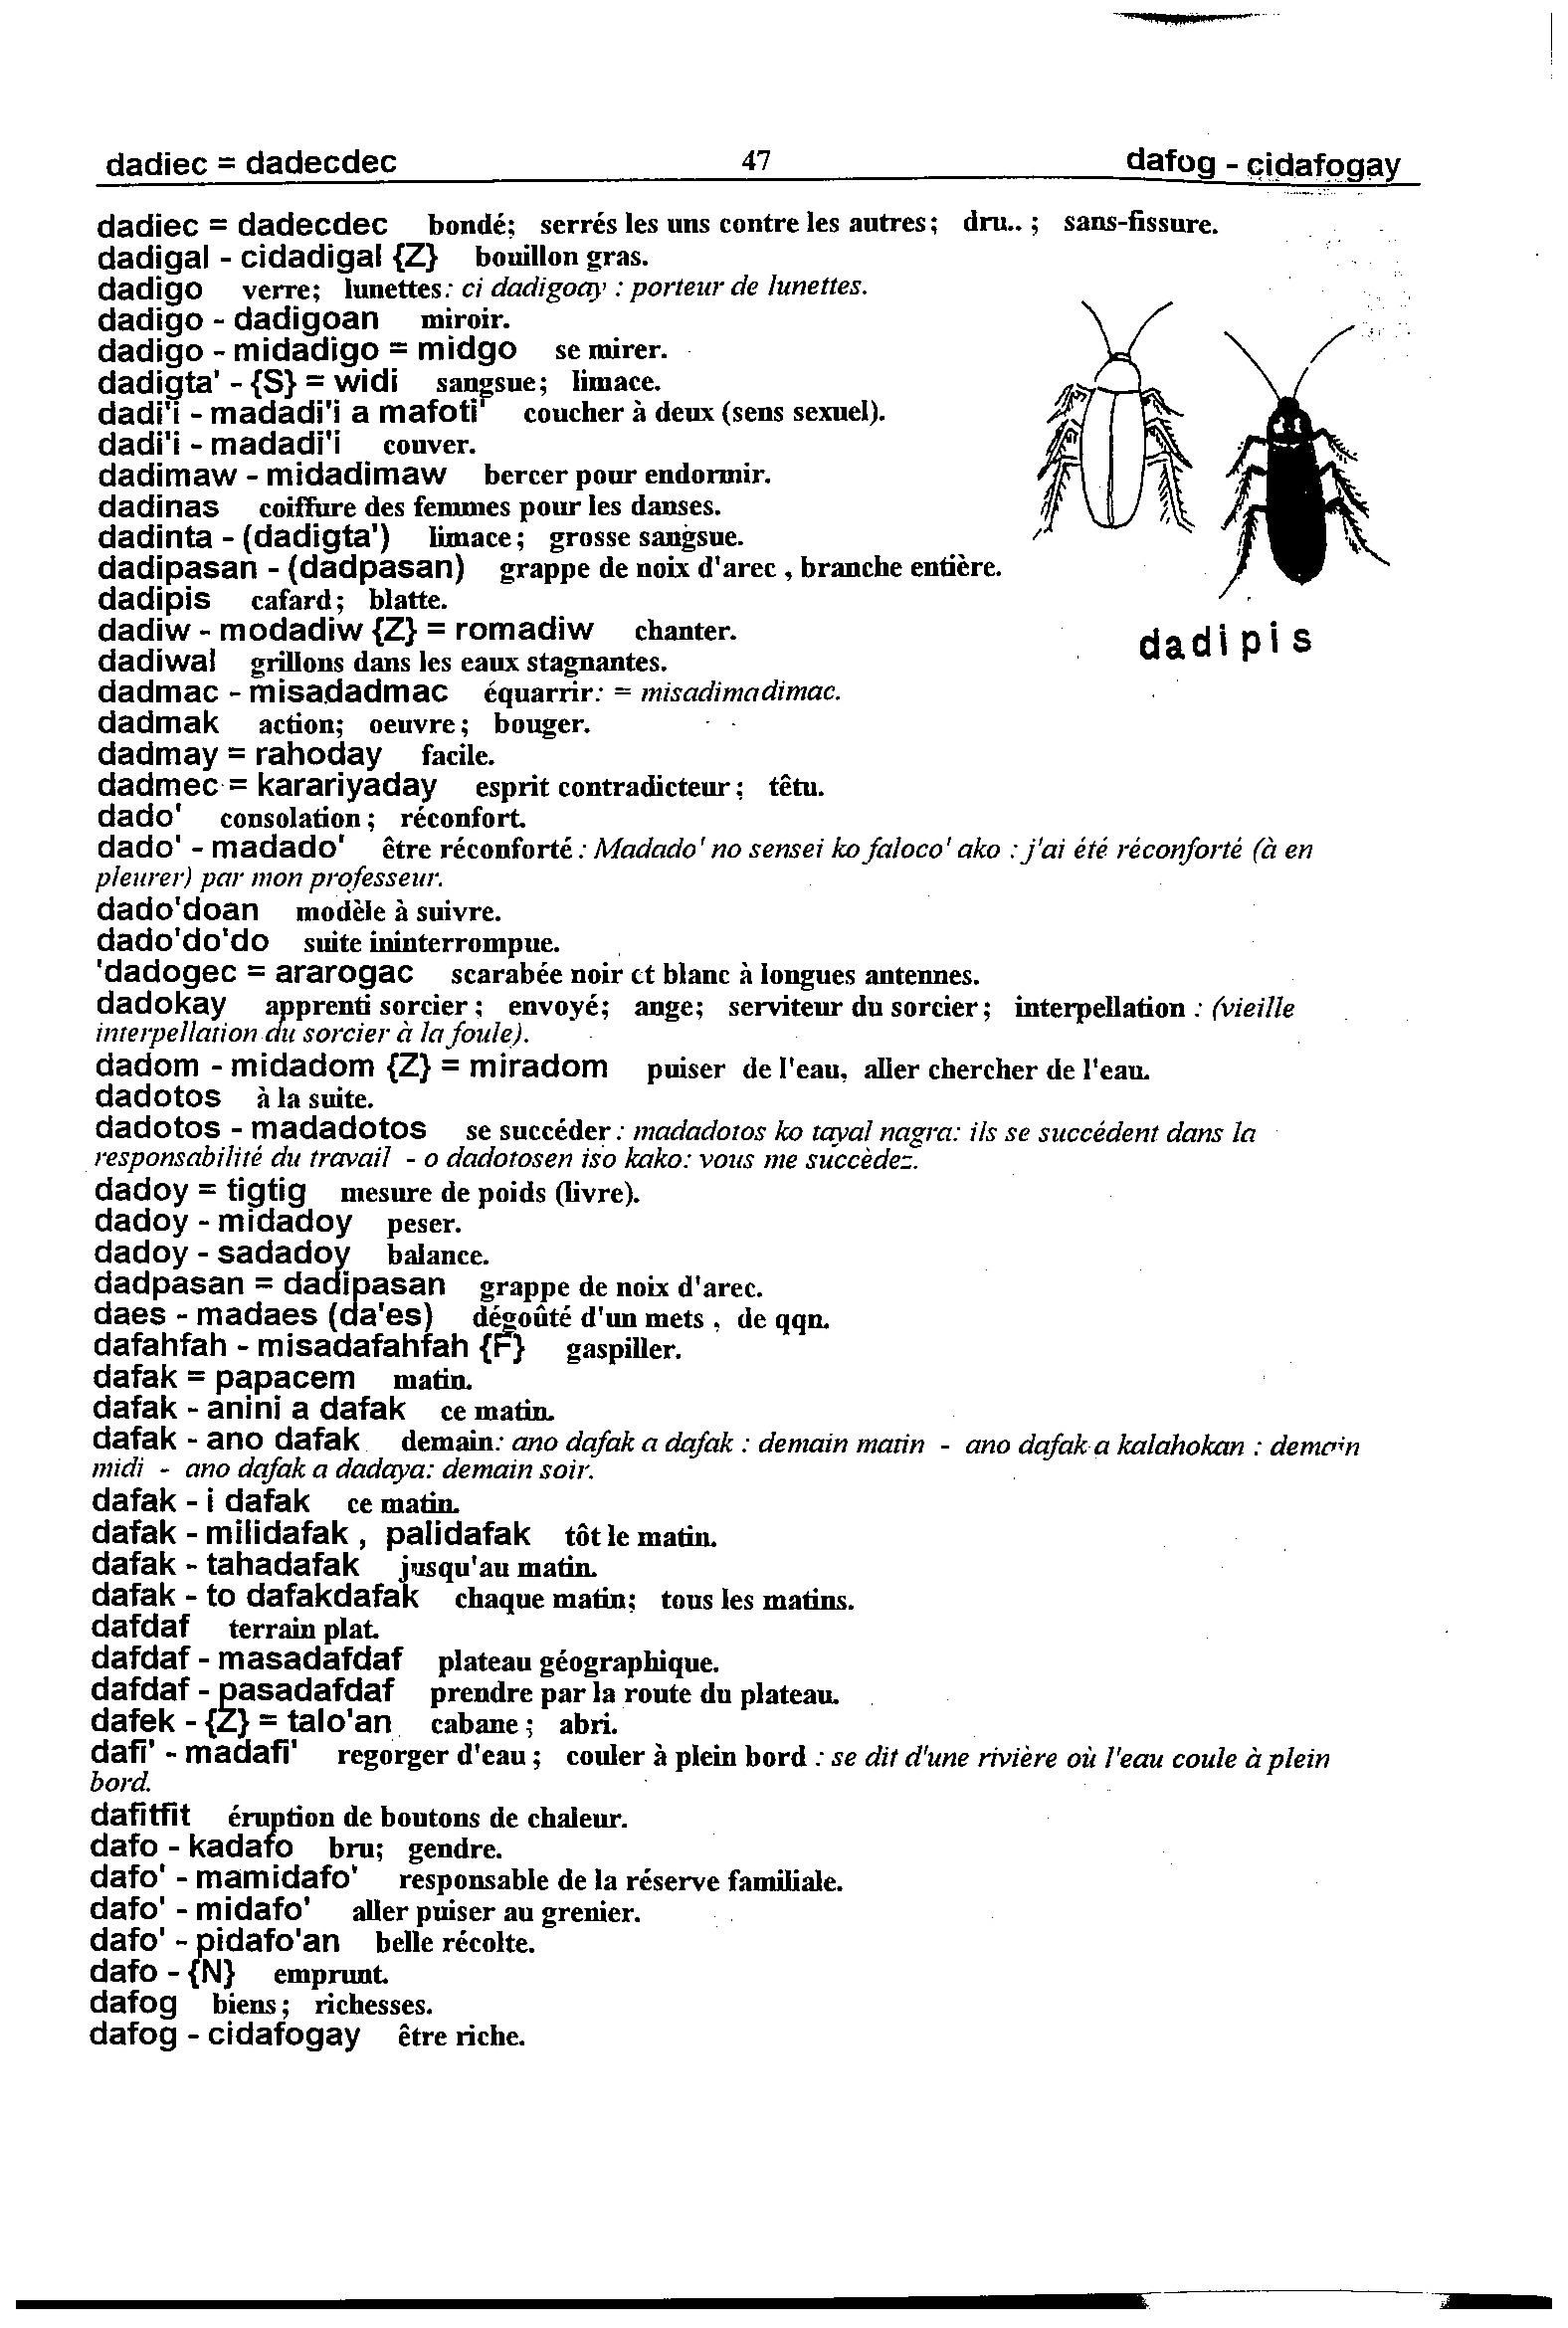 dadiec = dadecdec 47 dafog - cidafogay
dadiec = dadecdec bondé; serrés les uns contre les autres; dru.. ; sans-fissure.
dadigal - cidadigal {Z} bouillon gras.
dadigo verre; lunettes: ci dadigoay : porteur de lunettes.
dadigo - dadigoan miroir.
dadigo - midadigo = midgo se mirer.
dadigta' - {S} = widi sangsue; limace.
dadi'i - madadi'i a mafoti' coucher à deux (sens sexuel).
dadi'i - madadi'i couver.
dadimaw - midadimaw bercer pour endormir.
dadinas coiffure des femmes pour les danses.
dadinta - (dadigta') limace; grosse sangsue.
dadipasan - (dadpasan) grappe de noix d'arec , branche entière.
dadipis cafard; blatte.
dadiw - modadiw {Z} = romadiw chanter.
dadipis
dadiwal grillons dans les eaux stagnantes.
dadmac - misadadmac équarrir: = misadimadimac.
dadmak action; oeuvre; bouger.
dadmay = rahoday facile.
dadmec = karariyaday esprit contradicteur; têtu.
dado' consolation; réconfort.
dado' - madado' être réconforté : Madado' no sensei ko faloco' ako : j'ai été réconforté (à en
pleurer) par mon professeur.
dado'doan modèle à suivre.
dado'do'do suite ininterrompue.
'dadogec = ararogac scarabée noir et blanc à longues antennes.
dadokay apprenti sorcier; envoyé; ange; serviteur du sorcier; interpellation : (vieille
interpellation du sorcier à la foule).
dadom - midadom {Z} = miradom puiser de l'eau, aller chercher de l'eau.
dadotos à la suite.
dadotos - madadotos se succéder : madadotos ko tayal nagra: ils se succédent dans la
responsabilité du travail - o dadotosen iso kako: vous me succèdez.
dadoy = tigtig mesure de poids (livre).
dadoy - midadoy peser.
dadoy - sadadoy balance.
dadpasan = dadipasan grappe de noix d'arec.
daes - madaes (da'es) dégoûté d'un mets , de qqn.
dafahfah - misadafahfah {F} gaspiller.
dafak = papacem matin.
dafak - anini a dafak ce matin.
dafak - ano dafak demain: ano dafak a dafak : demain matin - ano dafak a kalahokan : demain
midi - ano dafak a dadaya: demain soir.
dafak - i dafak ce matin.
dafak - milidafak , palidafak tôt le matin.
dafak - tahadafak jusqu'au matin.
dafak - to dafakdafak chaque matin; tous les matins.
dafdaf terrain plat.
dafdaf - masadafdaf plateau géographique.
dafdaf - pasadafdaf prendre par la route du plateau.
dafek - {Z} = talo'an cabane; abri.
dafi' - madafi' regorger d'eau; couler à plein bord : se dit d'une rivière où l'eau coule à plein
bord.
dafitfit éruption de boutons de chaleur.
dafo - kadafo bru; gendre.
dafo' - mamidafo' responsable de la réserve familiale.
dafo' - midafo' aller puiser au grenier.
dafo' - pidafo'an belle récolte.
dafo - {N} emprunt.
dafog biens; richesses.
dafog - cidafogay être riche.